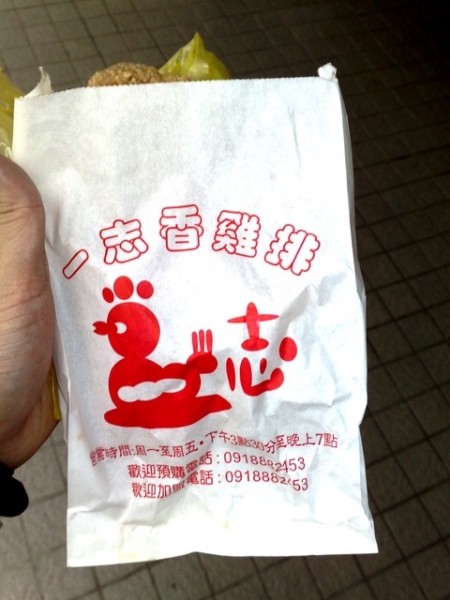 一志香雞排
一志
營業時間:周一至周五•下午3點30分至晚上7點
歡迎預購電話:0918882453
歡迎加盟電話:0918882453